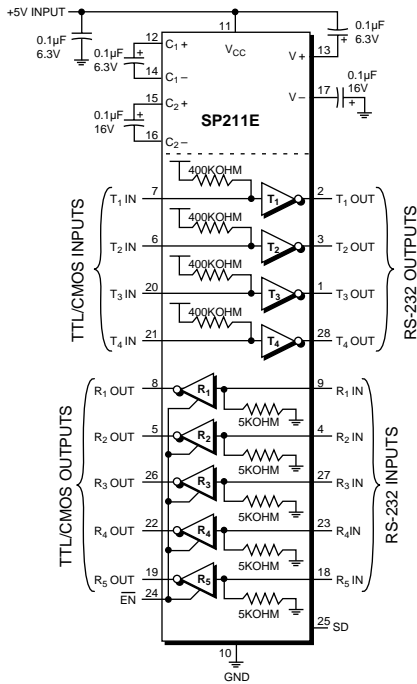 +5V INPUT
0.1µF
6.3V
0.1µF
6.3V
12
C1 +
14
C1 –
15
C2 +
0.1µF
16V
16
C2 –
11
VCC
0.1µF
6.3V
13
V +
V –
17
0.1µF
16V
SP211E
TTL/CMOS INPUTS
T1 IN
7
400KOHM
T1
2
T1 OUT
T2 IN
6
400KOHM
T2
3
T2 OUT
T3 IN
20
400KOHM
T3
1
T3 OUT
T4 IN
21
400KOHM
T4
28
T4 OUT
RS-232 OUTPUTS
TTL/CMOS OUTPUTS
R1 OUT
8
R1
9
R1 IN
5KOHM
R2 OUT
5
R2
4
R2 IN
5KOHM
R3 OUT
26
R3
27
R3 IN
5KOHM
R4 OUT
22
R4
23
R4IN
5KOHM
R5 OUT
19
R5
18
R5 IN
5KOHM
RS-232 INPUTS
EN
24
25
SD
10
GND